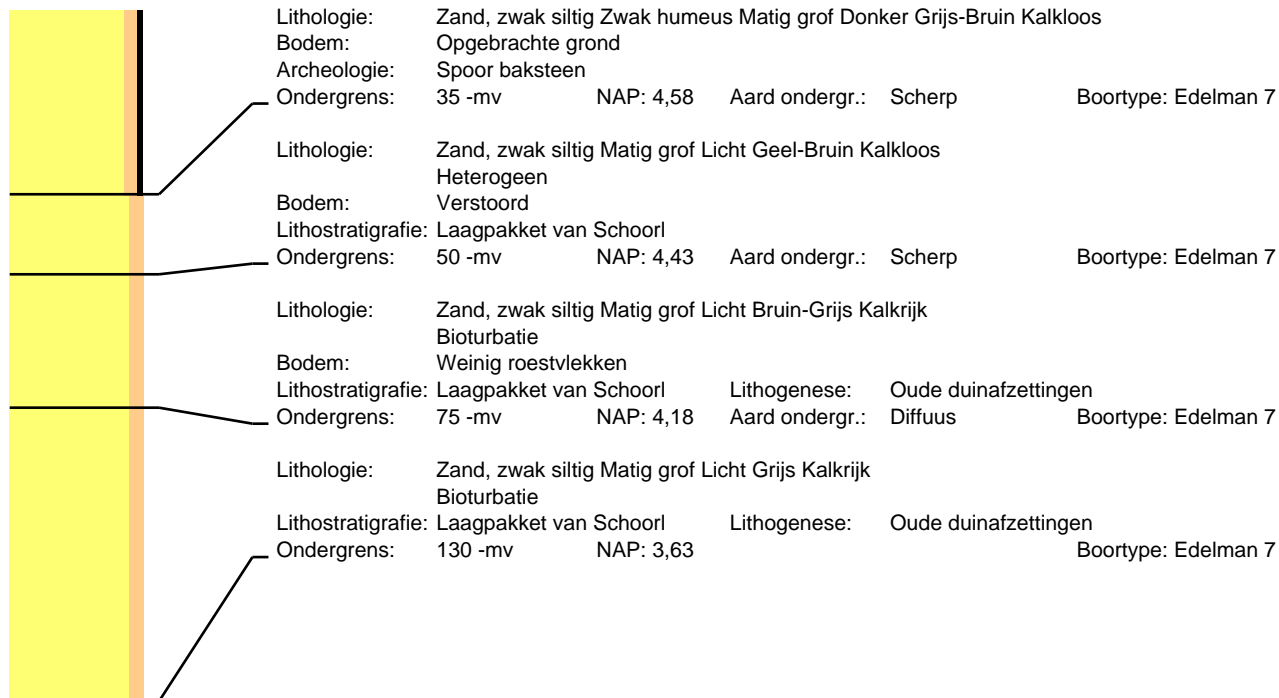 Lithologie: Zand, zwak siltig Zwak humeus Matig grof Donker Grijs-Bruin Kalkloos
Bodem: Opgebrachte grond
Archeologie: Spoor baksteen
Ondergrens: 35 -mv NAP: 4,58 Aard ondergr.: Scherp Boortype: Edelman 7
Lithologie: Zand, zwak siltig Matig grof Licht Geel-Bruin Kalkloos
Heterogeen
Bodem: Verstoord
Lithostratigrafie: Laagpakket van Schoorl
Ondergrens: 50 -mv NAP: 4,43 Aard ondergr.: Scherp Boortype: Edelman 7
Lithologie: Zand, zwak siltig Matig grof Licht Bruin-Grijs Kalkrijk
Bioturbatie
Bodem: Weinig roestvlekken
Lithostratigrafie: Laagpakket van Schoorl Lithogenese: Oude duinafzettingen
Ondergrens: 75 -mv NAP: 4,18 Aard ondergr.: Diffuus Boortype: Edelman 7
Lithologie: Zand, zwak siltig Matig grof Licht Grijs Kalkrijk
Bioturbatie
Lithostratigrafie: Laagpakket van Schoorl Lithogenese: Oude duinafzettingen
Ondergrens: 130 -mv NAP: 3,63 Boortype: Edelman 7